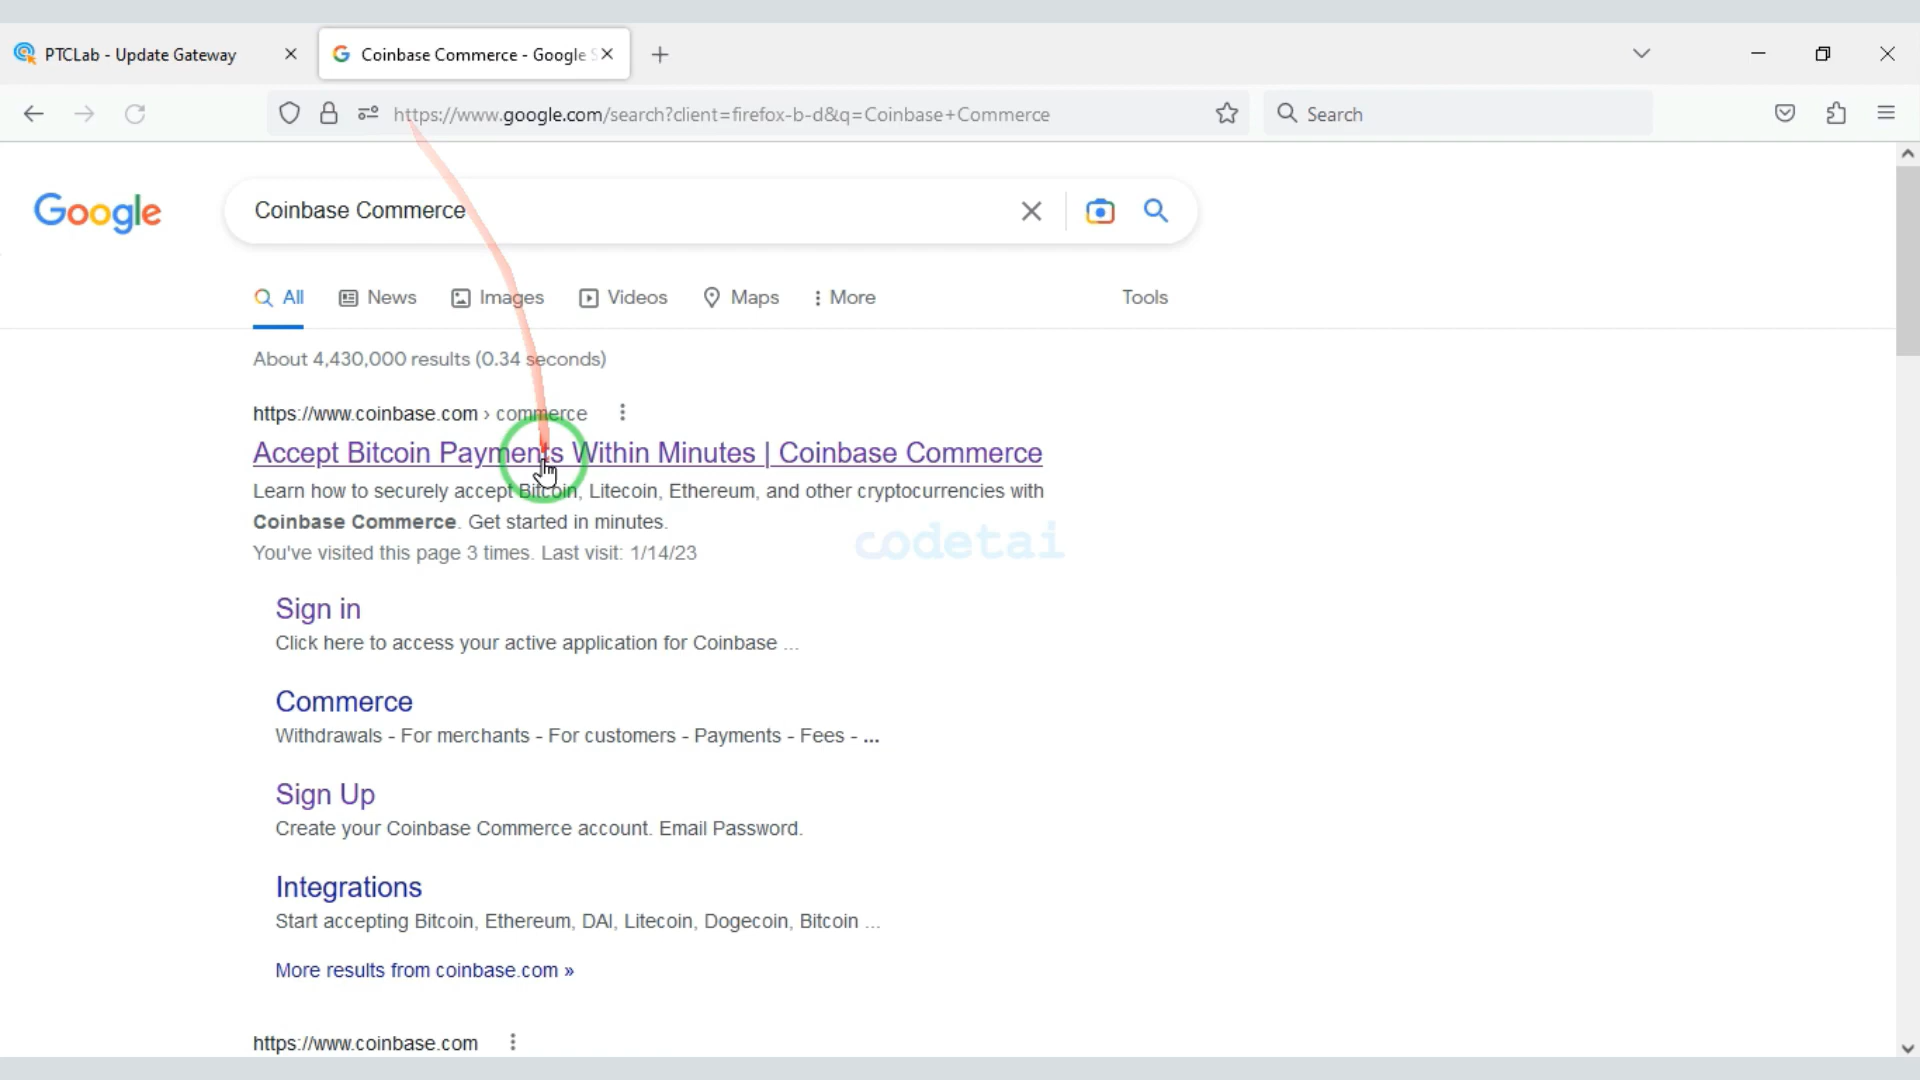 PTCLab - Update Gateway
Coinbase Commerce - Google S
https://www.google.com/search?client=firefox-b-d&q=Coinbase+Commerce
Search
Google
Coinbase Commerce
All
News
Images
Videos
Maps
More
Tools
About 4,430,000 results (0.34 seconds)
https://www.coinbase.com › commerce
Accept Bitcoin Payments Within Minutes | Coinbase Commerce
Learn how to securely accept Bitcoin, Litecoin, Ethereum, and other cryptocurrencies with
Coinbase Commerce. Get started in minutes.
codetai
You've visited this page 3 times. Last visit: 1/14/23
Sign in
Click here to access your active application for Coinbase ...
Commerce
Withdrawals - For merchants - For customers - Payments - Fees - ...
Sign Up
Create your Coinbase Commerce account. Email Password.
Integrations
Start accepting Bitcoin, Ethereum, DAI, Litecoin, Dogecoin, Bitcoin ...
More results from coinbase.com »
https://www.coinbase.com